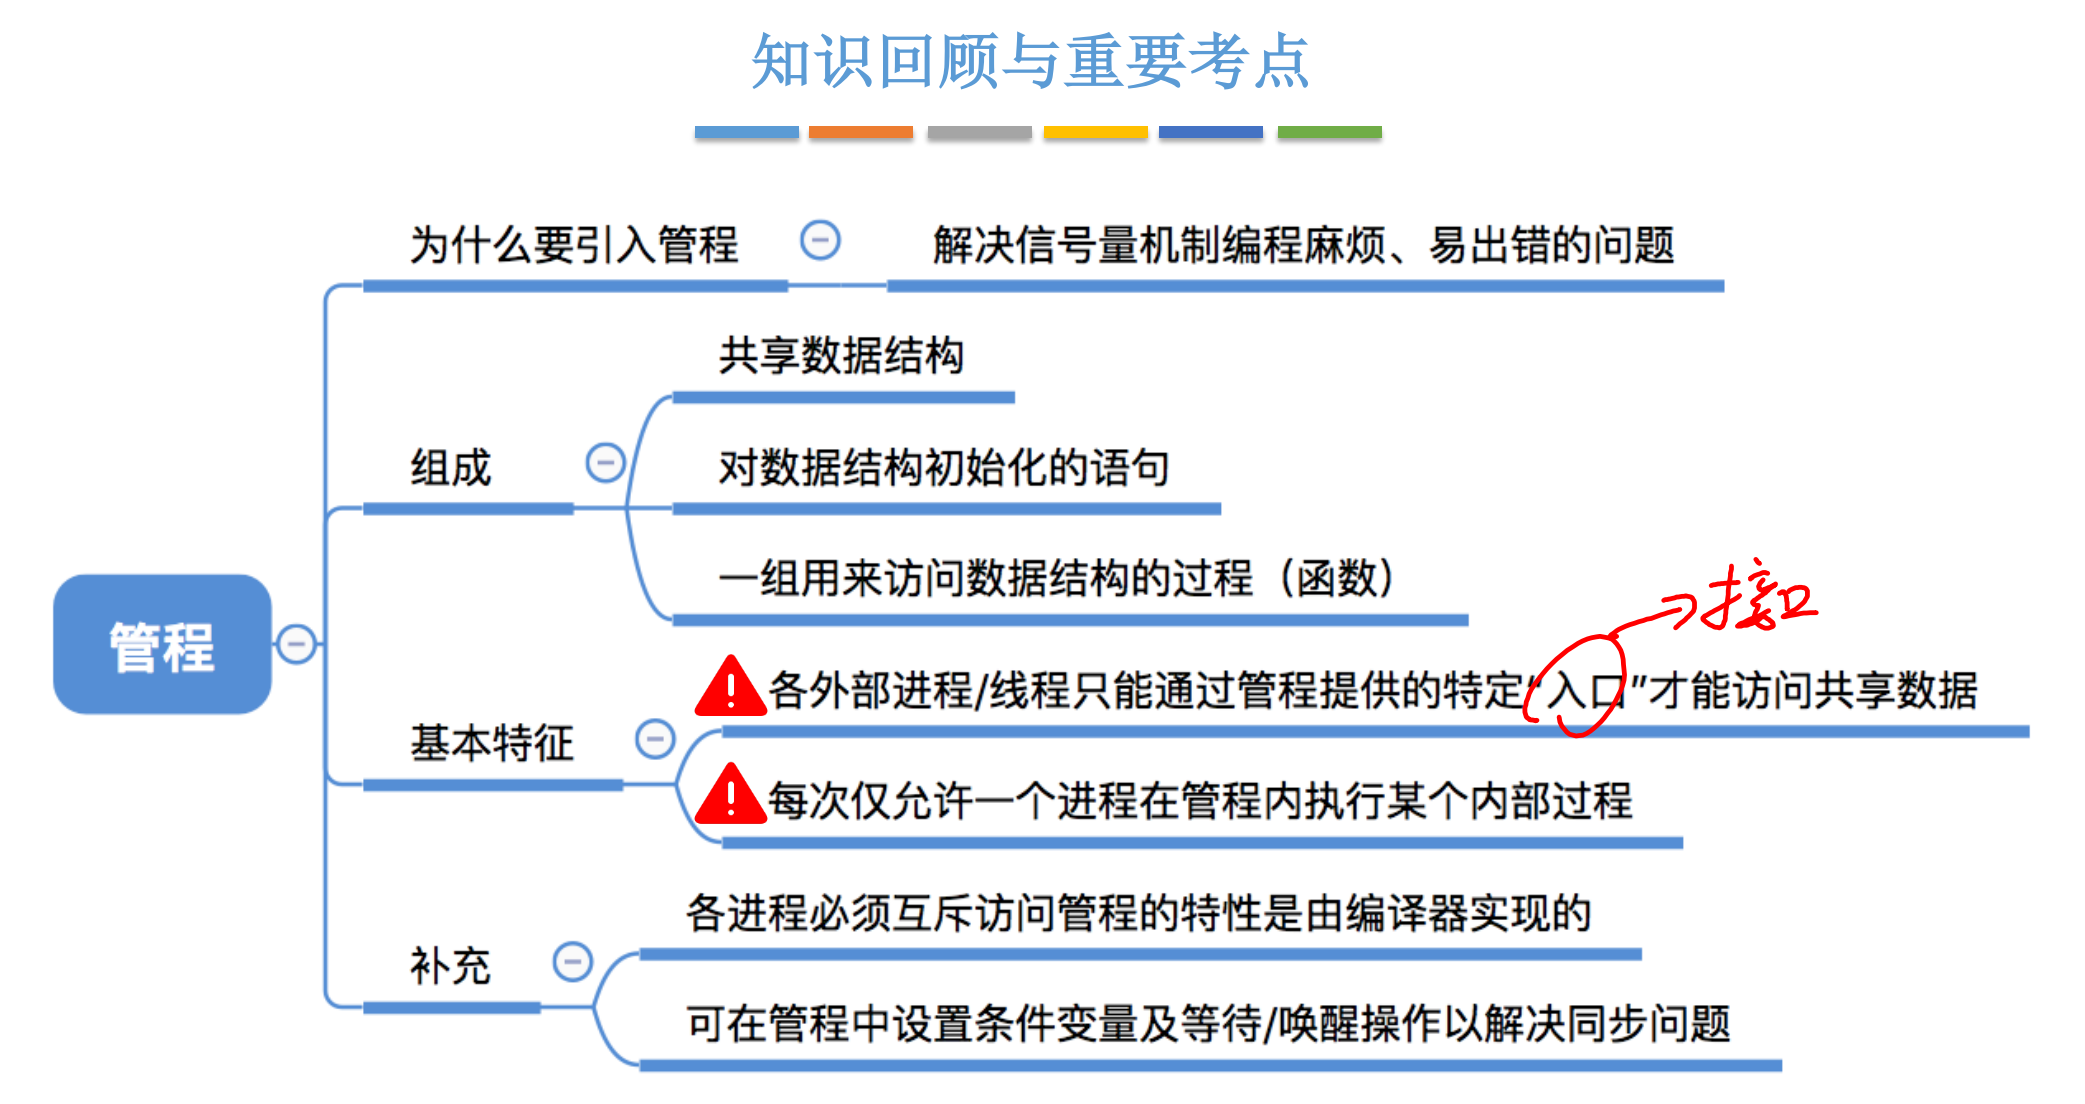 知识回顾与重要考点
为什么要引入管程
解决信号量机制编程麻烦、易出错的问题
共享数据结构
组成
对数据结构初始化的语句
一组用来访问数据结构的过程（函数）
接口
管程
各外部进程/线程只能通过管程提供的特定“入口”才能访问共享数据
基本特征
每次仅允许一个进程在管程内执行某个内部过程
各进程必须互斥访问管程的特性是由编译器实现的
补充
可在管程中设置条件变量及等待/唤醒操作以解决同步问题